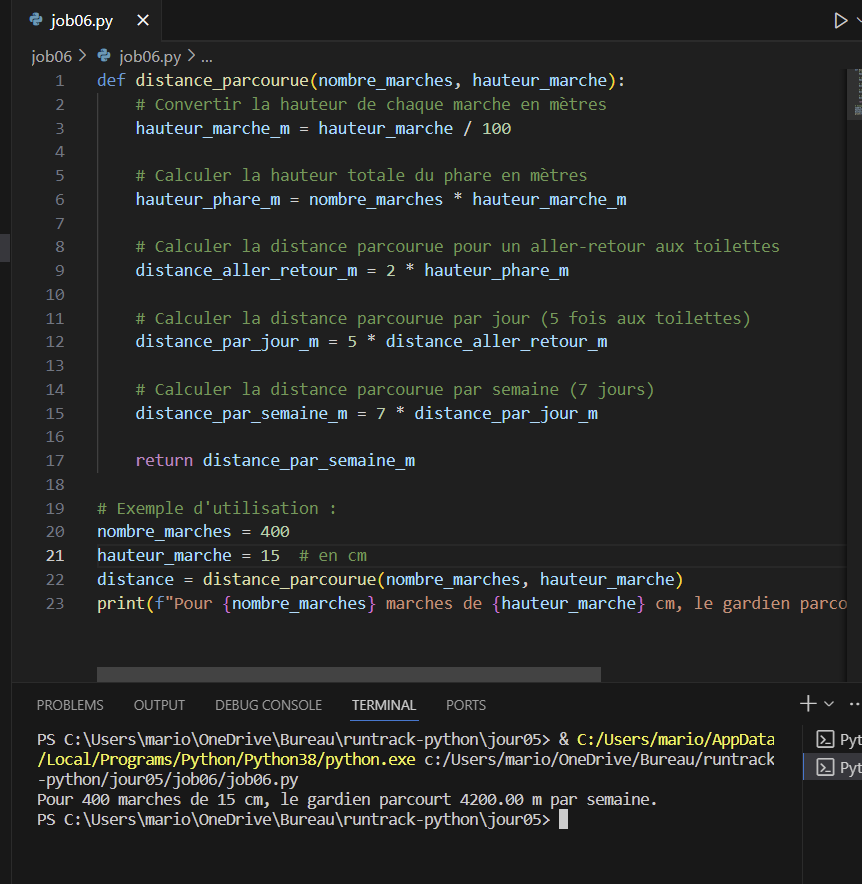 job06.py
job06 > job06.py > ...
1 def distance_parcourue(nombre_marches, hauteur_marche):
2 # Convertir la hauteur de chaque marche en mètres
3 hauteur_marche_m = hauteur_marche / 100
4
5 # Calculer la hauteur totale du phare en mètres
6 hauteur_phare_m = nombre_marches * hauteur_marche_m
7
8 # Calculer la distance parcourue pour un aller-retour aux toilettes
9 distance_aller_retour_m = 2 * hauteur_phare_m
10
11 # Calculer la distance parcourue par jour (5 fois aux toilettes)
12 distance_par_jour_m = 5 * distance_aller_retour_m
13
14 # Calculer la distance parcourue par semaine (7 jours)
15 distance_par_semaine_m = 7 * distance_par_jour_m
16
17 return distance_par_semaine_m
18
19 # Exemple d'utilisation :
20 nombre_marches = 400
21 hauteur_marche = 15 # en cm
22 distance = distance_parcourue(nombre_marches, hauteur_marche)
23 print(f"Pour {nombre_marches} marches de {hauteur_marche} cm, le gardien parco
PROBLEMS OUTPUT DEBUG CONSOLE TERMINAL PORTS
PS C:\Users\mario\OneDrive\Bureau\runtrack-python\jour05> & C:/Users/mario/AppData
/Local/Programs/Python/Python38/python.exe c:/Users/mario/OneDrive/Bureau/runtrack
-python/jour05/job06/job06.py
Pour 400 marches de 15 cm, le gardien parcourt 4200.00 m par semaine.
PS C:\Users\mario\OneDrive\Bureau\runtrack-python\jour05>
Pyt
Pyt